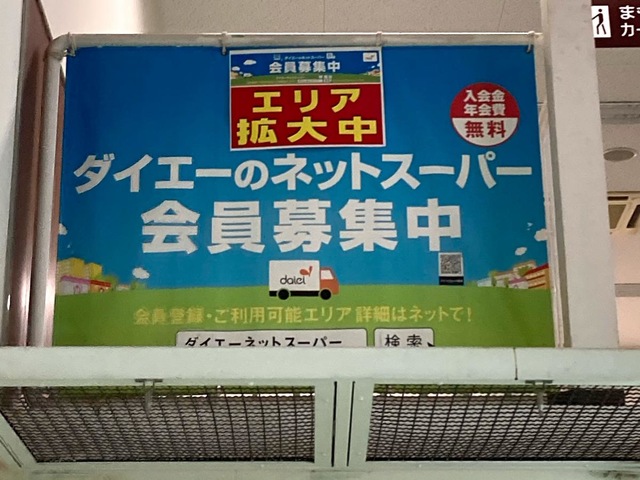 会員募集中
エリア
拡大中
入会金
年会費
無料
ダイエーのネットスーパー
会員募集中
daiei
会員登録・ご利用可能エリア 詳細はネットで!
ダイエーネットスーパー
検索